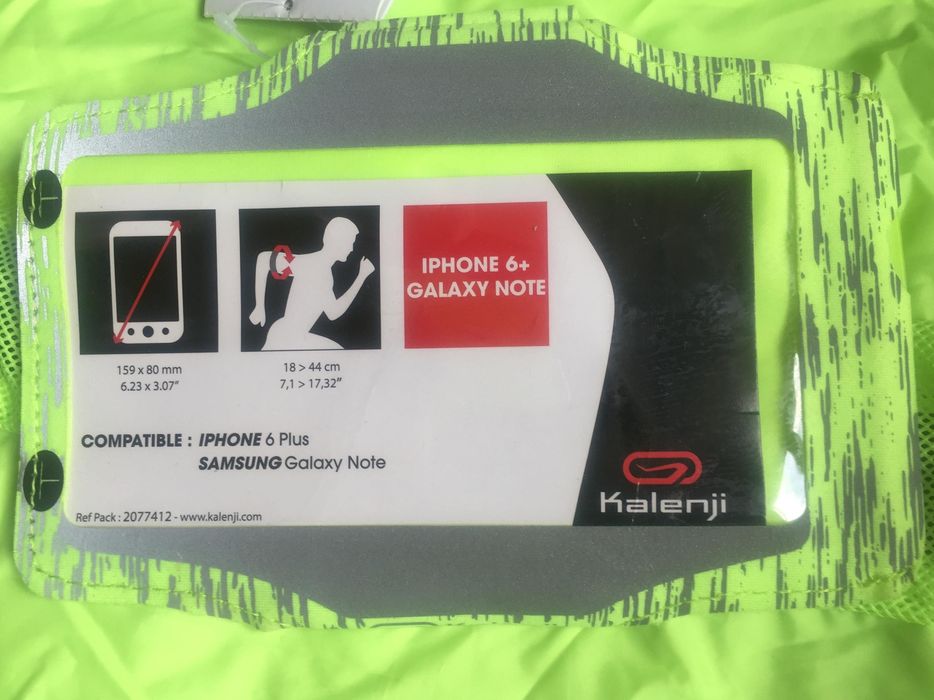 IPHONE 6+
GALAXY NOTE
159 x 80 mm
6.23 x 3.07"
18 > 44 cm
7,1 > 17,32"
COMPATIBLE : IPHONE 6 Plus
SAMSUNG Galaxy Note
Ref Pack : 2077412 - www.kalenji.com
Kalenji